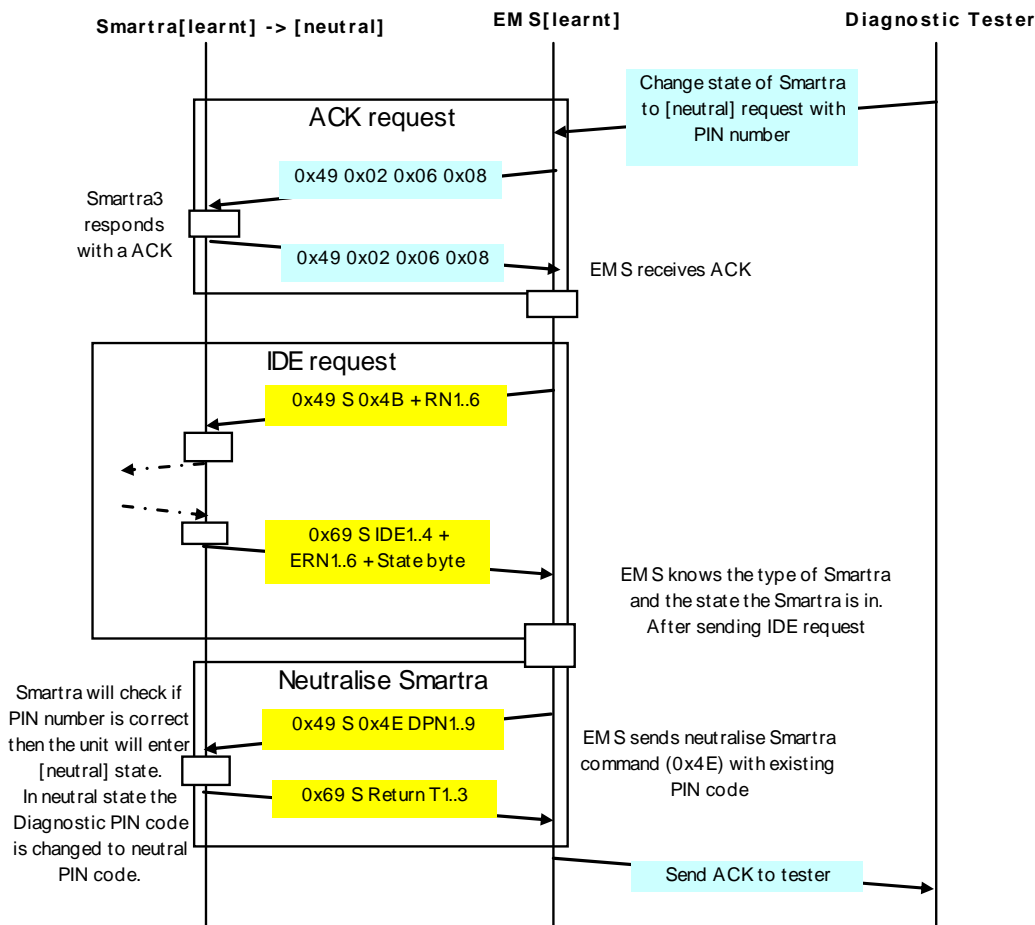 Smartra[learnt] -> [neutral]
EMS[learnt]
Diagnostic Tester
Change state of Smartra
to [neutral] request with
PIN number
ACK request
0x49 0x02 0x06 0x08
Smartra3
responds
with a ACK
0x49 0x02 0x06 0x08
EMS receives ACK
IDE request
0x49 S 0x4B + RN1..6
0x69 S IDE1..4 +
ERN1..6 + State byte
EMS knows the type of Smartra
and the state the Smartra is in.
After sending IDE request
Neutralise Smartra
Smartra will check if
PIN number is correct
then the unit will enter
[neutral] state.
In neutral state the
Diagnostic PIN code
is changed to neutral
PIN code.
0x49 S 0x4E DPN1..9
EMS sends neutralise Smartra
command (0x4E) with existing
PIN code
0x69 S Return T1..3
Send ACK to tester